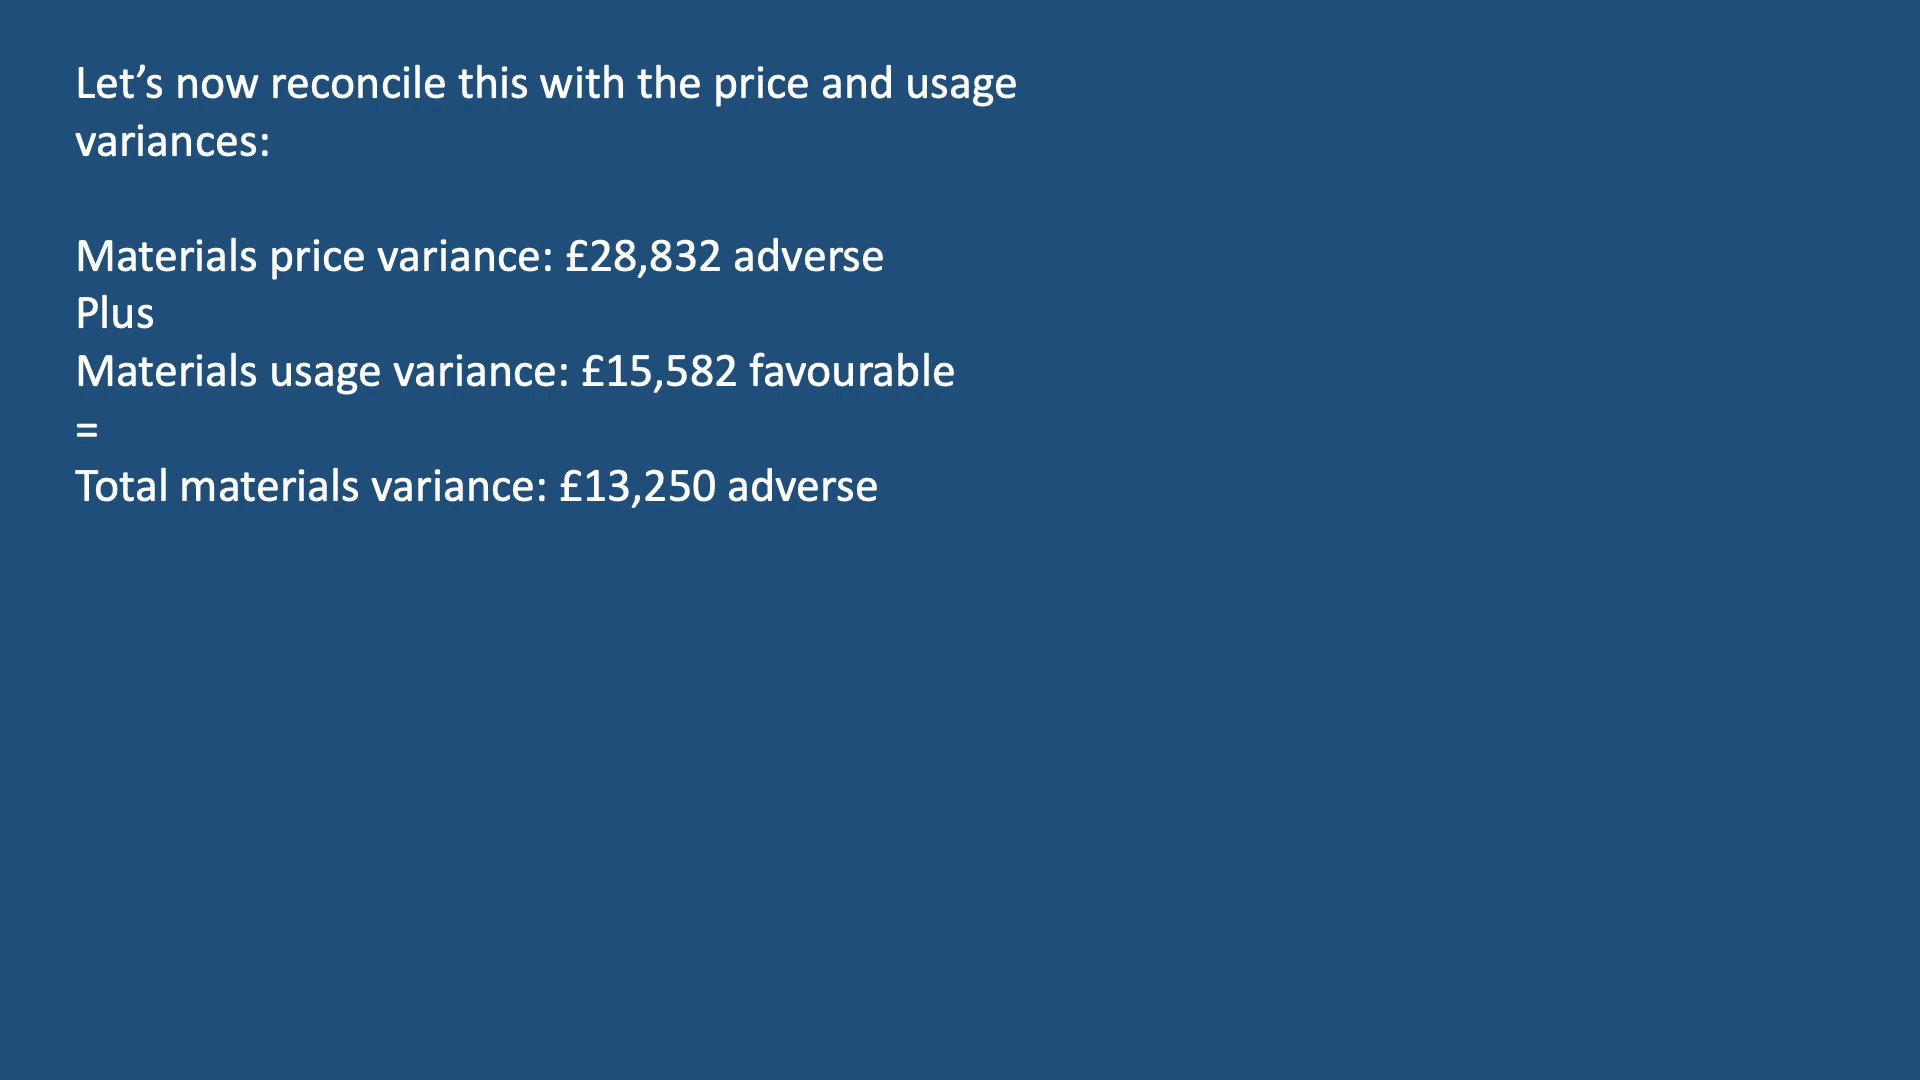 Let’s now reconcile this with the price and usage
variances:
Materials price variance: £28,832 adverse
Plus
Materials usage variance: £15,582 favourable
=
Total materials variance: £13,250 adverse